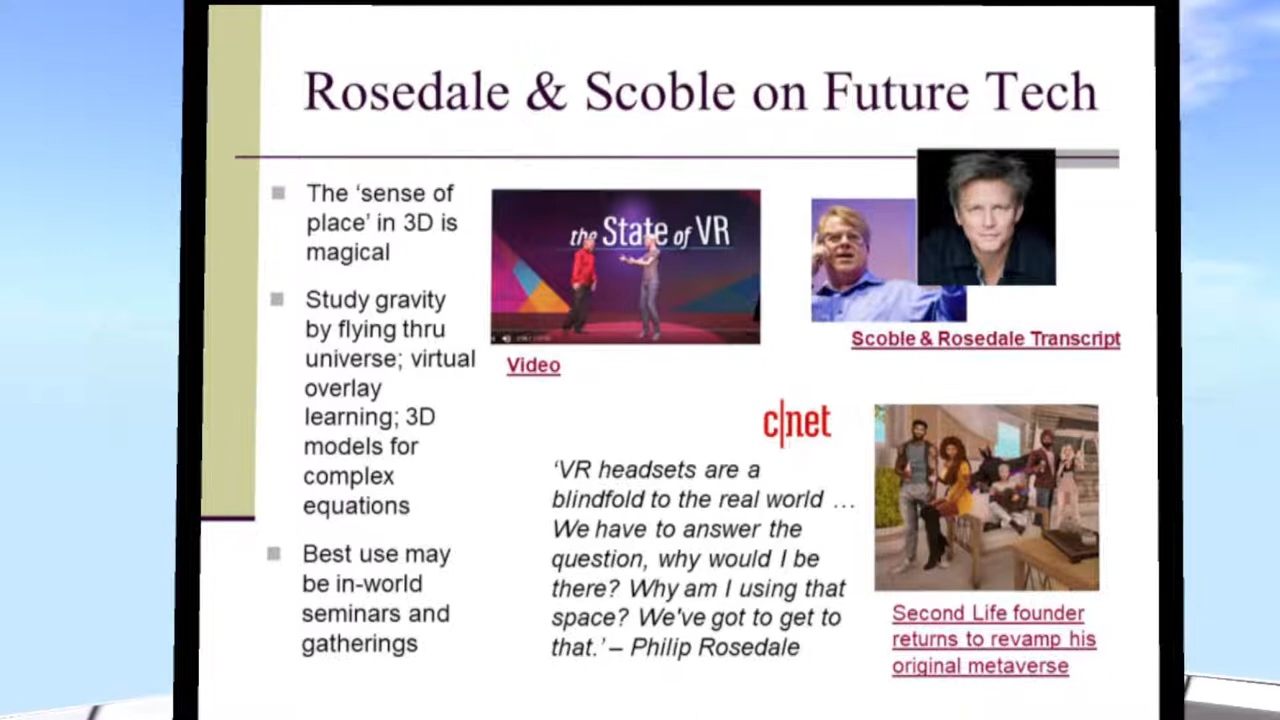 Rosedale & Scoble on Future Tech
The ‘sense of
place’ in 3D is
magical
Study gravity
by flying thru
universe; virtual
overlay
learning; 3D
models for
complex
equations
Best use may
be in-world
seminars and
gatherings
the State of VR
Video
Scoble & Rosedale Transcript
c|net
‘VR headsets are a
blindfold to the real world …
We have to answer the
question, why would I be
there? Why am I using that
space? We've got to get to
that.’ – Philip Rosedale
Second Life founder
returns to revamp his
original metaverse